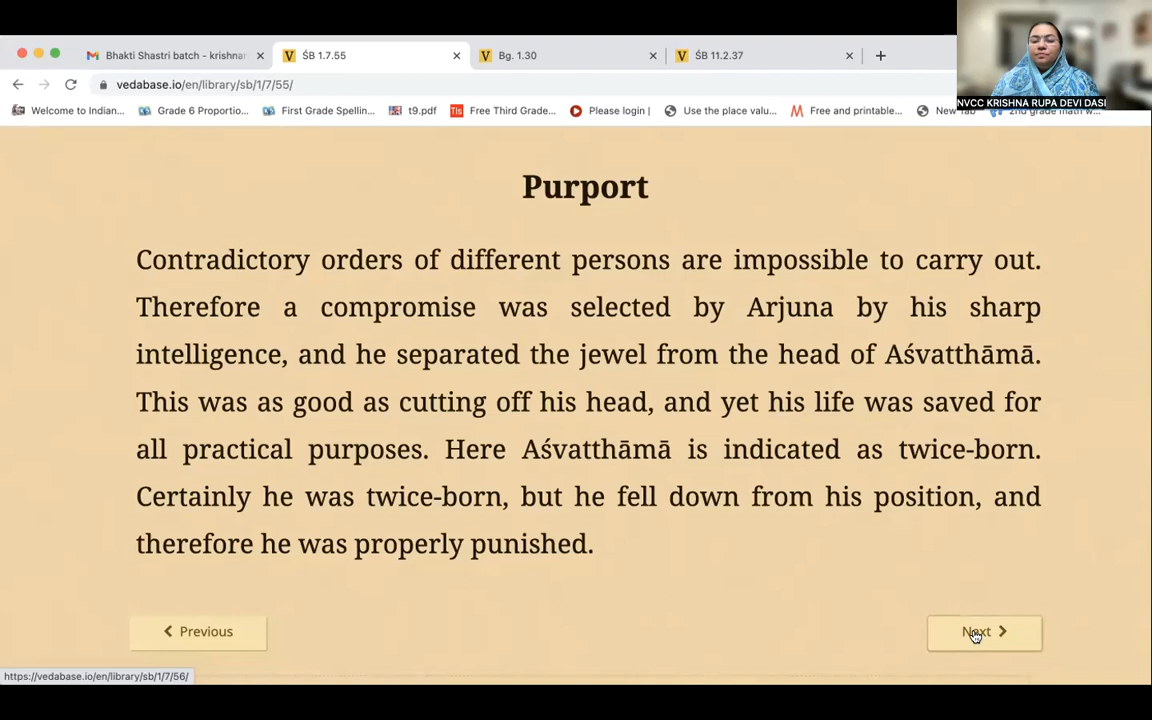 Bhakti Shastri batch - krishnar
ŚB 1.7.55
Bg. 1.30
ŚB 11.2.37
vedabase.io/en/library/sb/1/7/55/
NVCC KRISHNA RUPA DEVI DASI
Welcome to Indian...
Grade 6 Proportio...
First Grade Spellin...
t9.pdf
TIs
Free Third Grade...
Please login |
Use the place valu...
Free and printable...
New Tab
2nd grade math w...
Purport
Contradictory orders of different persons are impossible to carry out.
Therefore a compromise was selected by Arjuna by his sharp
intelligence, and he separated the jewel from the head of Aśvatthāmā.
This was as good as cutting off his head, and yet his life was saved for
all practical purposes. Here Aśvatthāmā is indicated as twice-born.
Certainly he was twice-born, but he fell down from his position, and
therefore he was properly punished.
Previous
Next
https://vedabase.io/en/library/sb/1/7/56/